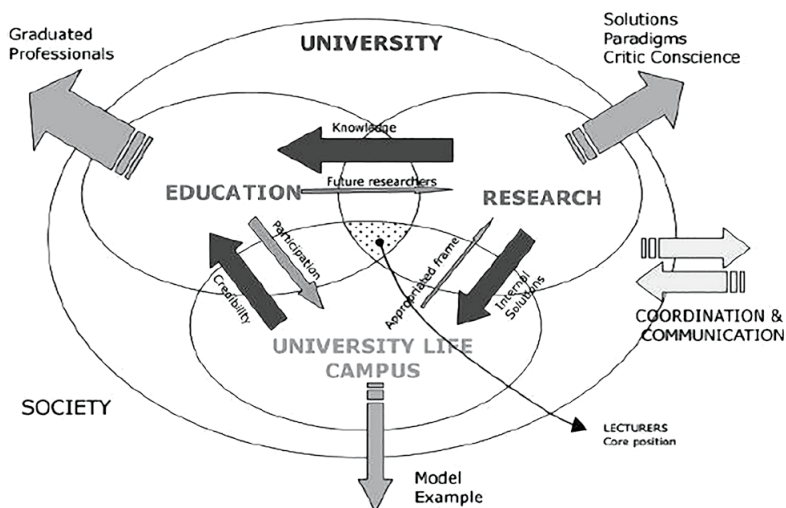 Graduated
Professionals
UNIVERSITY
Solutions
Paradigms
Critic Conscience
Knowledge
EDUCATION
Future researchers
RESEARCH
Participation
Credibility
Appropriated frame
Internal
Solutions
COORDINATION &
COMMUNICATION
UNIVERSITY LIFE
CAMPUS
SOCIETY
LECTURERS
Core position
Model
Example